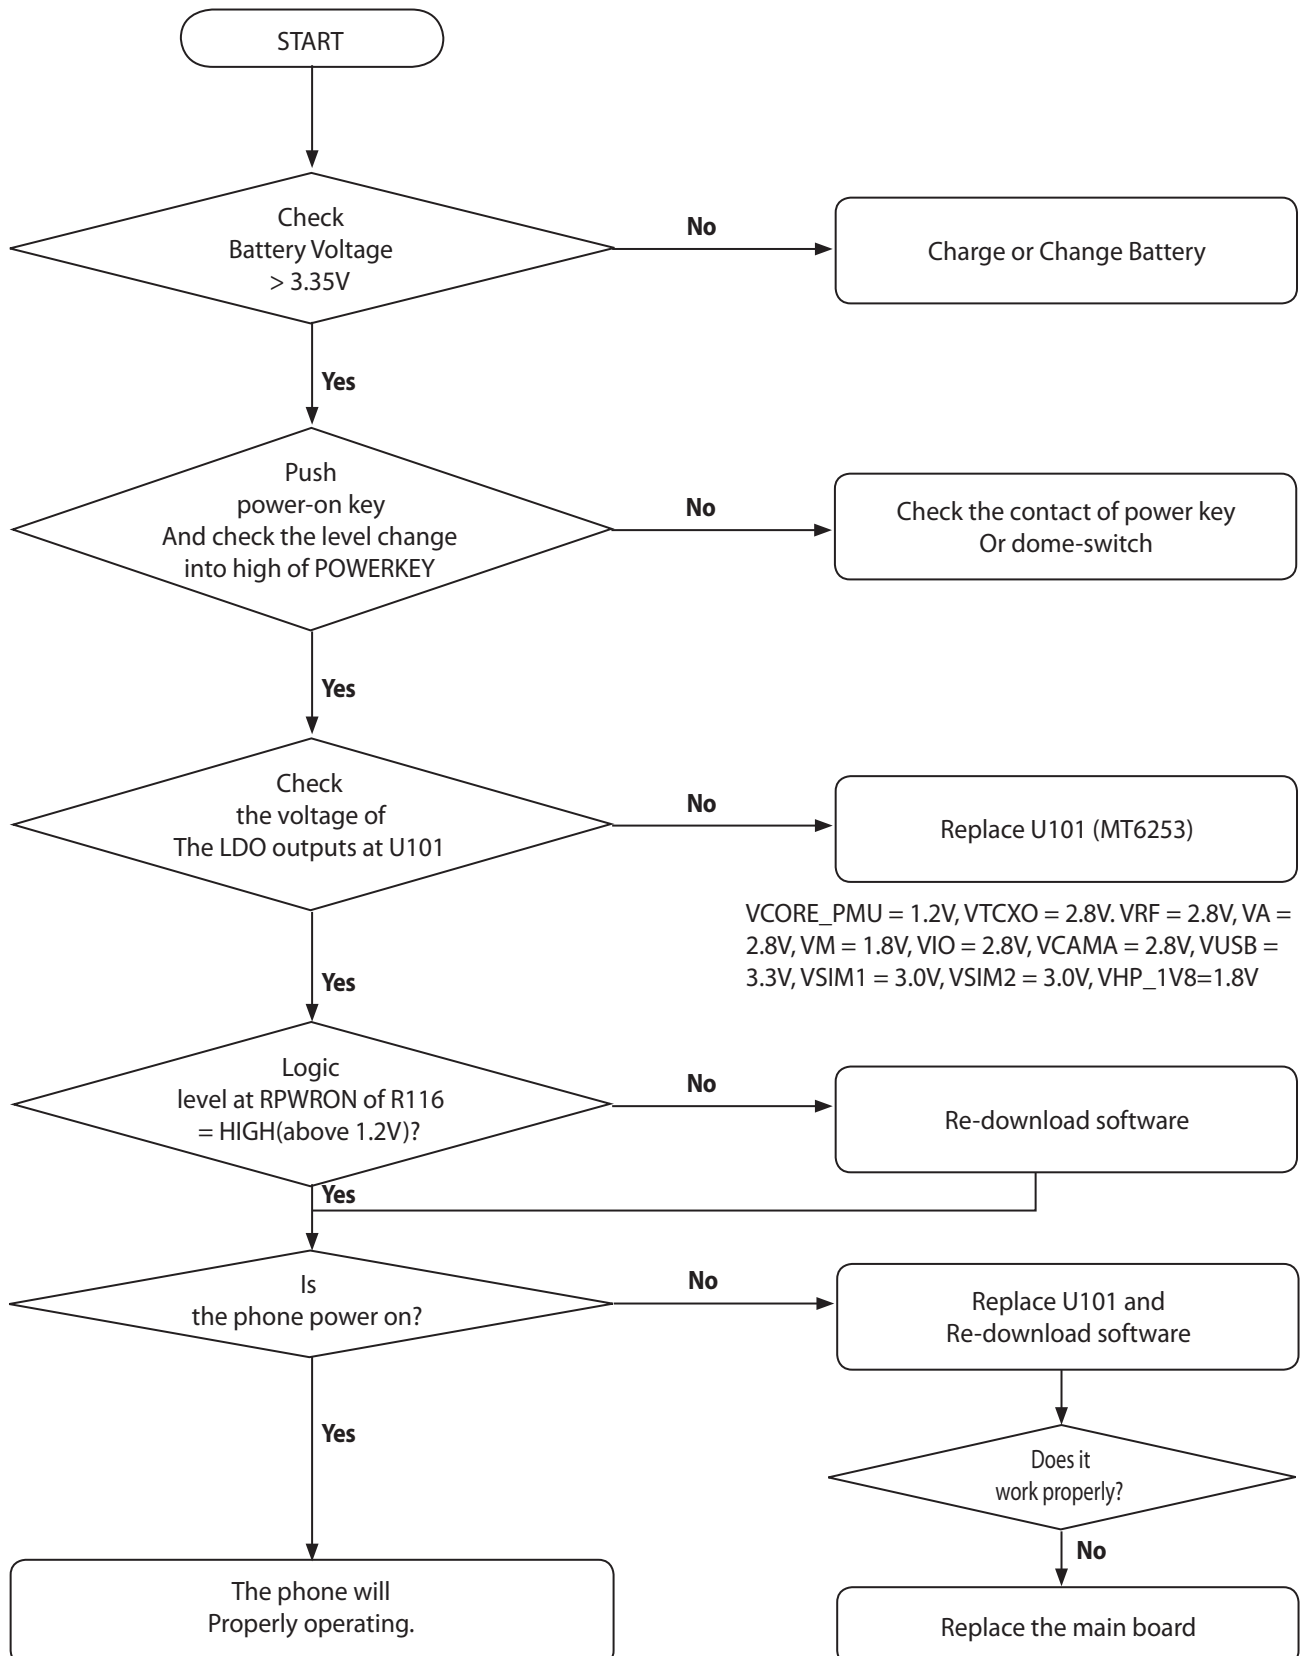 START
Check
Battery Voltage
> 3.35V
No
Charge or Change Battery
Yes
Push
power-on key
And check the level change
into high of POWERKEY
No
Check the contact of power key
Or dome-switch
Yes
Check
the voltage of
The LDO outputs at U101
No
Replace U101 (MT6253)
VCORE_PMU = 1.2V, VTCXO = 2.8V. VRF = 2.8V, VA =
2.8V, VM = 1.8V, VIO = 2.8V, VCAMA = 2.8V, VUSB =
3.3V, VSIM1 = 3.0V, VSIM2 = 3.0V, VHP_1V8=1.8V
Yes
Logic
level at RPWRON of R116
= HIGH(above 1.2V)?
No
Re-download software
Yes
Is
the phone power on?
No
Replace U101 and
Re-download software
Yes
Does it
work properly?
No
The phone will
Properly operating.
Replace the main board